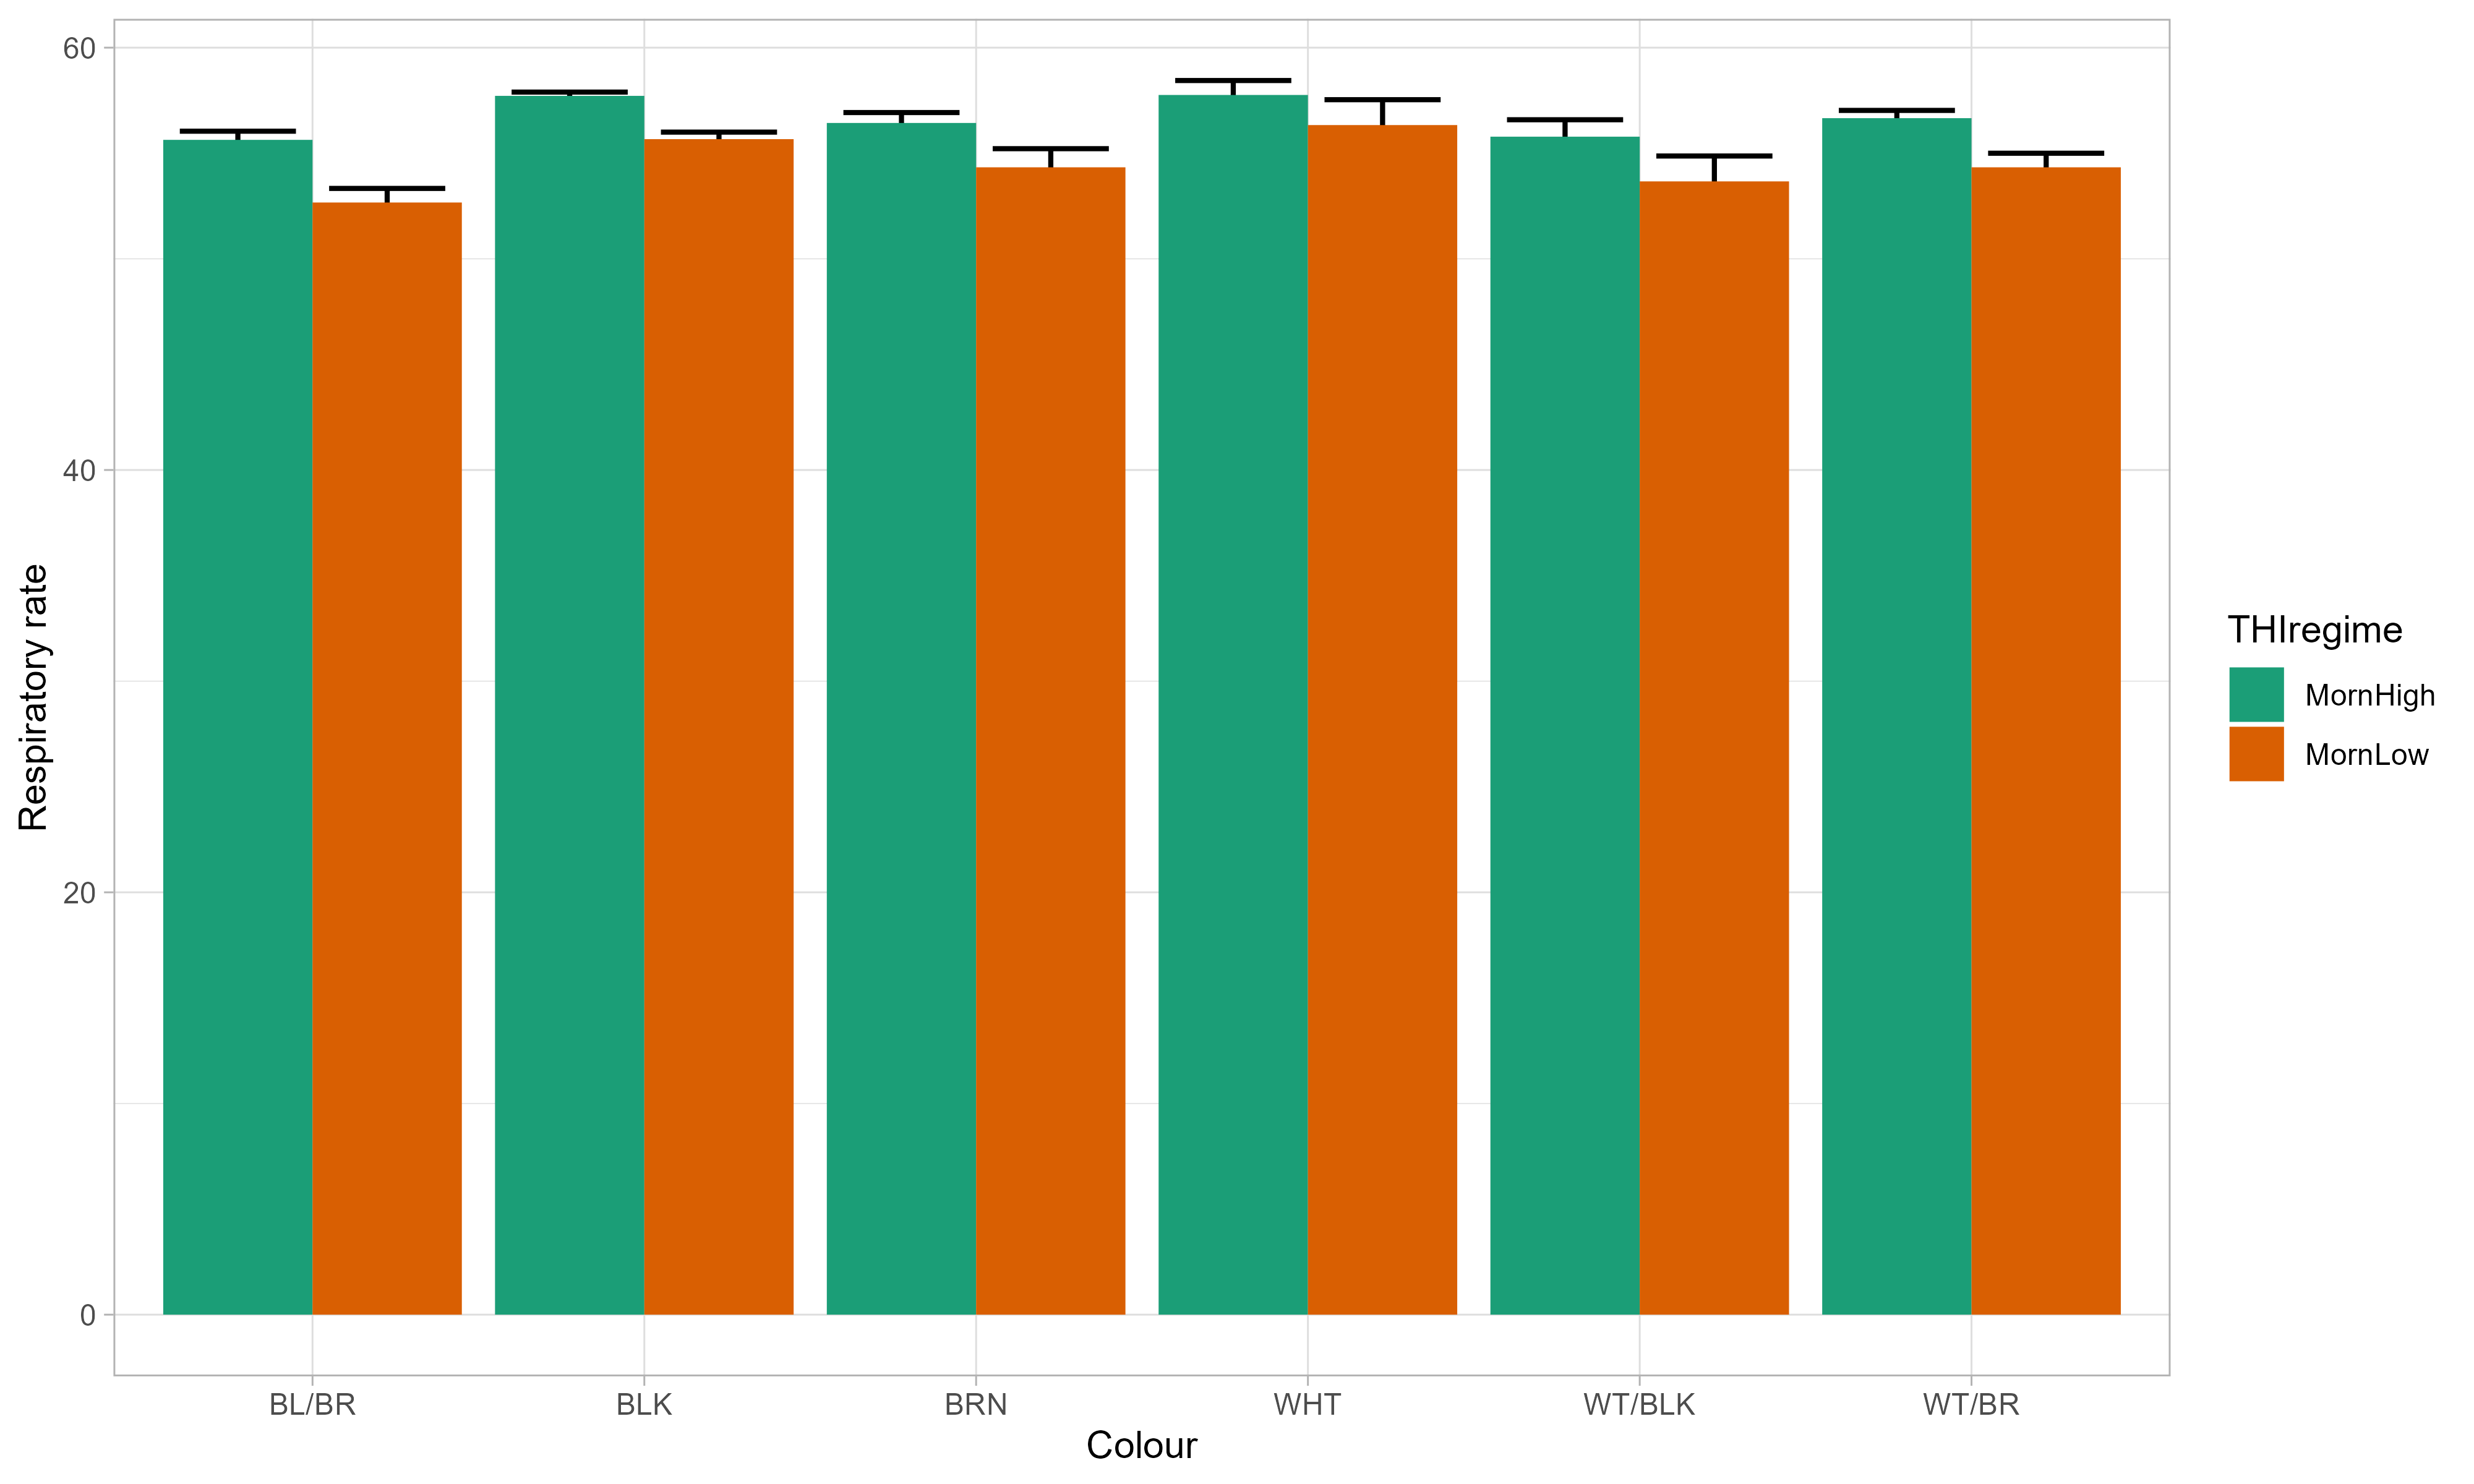 60
40
20
0
Respiratory rate
BL/BR
BLK
BRN
WHT
WT/BLK
WT/BR
Colour
THIregime
MornHigh
MornLow